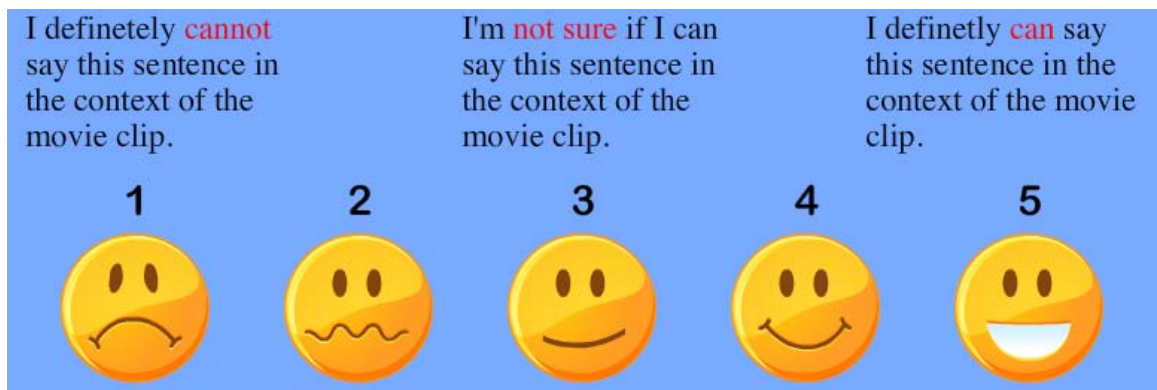 I definetely cannot
say this sentence in
the context of the
movie clip.
I'm not sure if I can
say this sentence in
the context of the
movie clip.
I definetly can say
this sentence in the
context of the movie
clip.
1 2 3 4 5